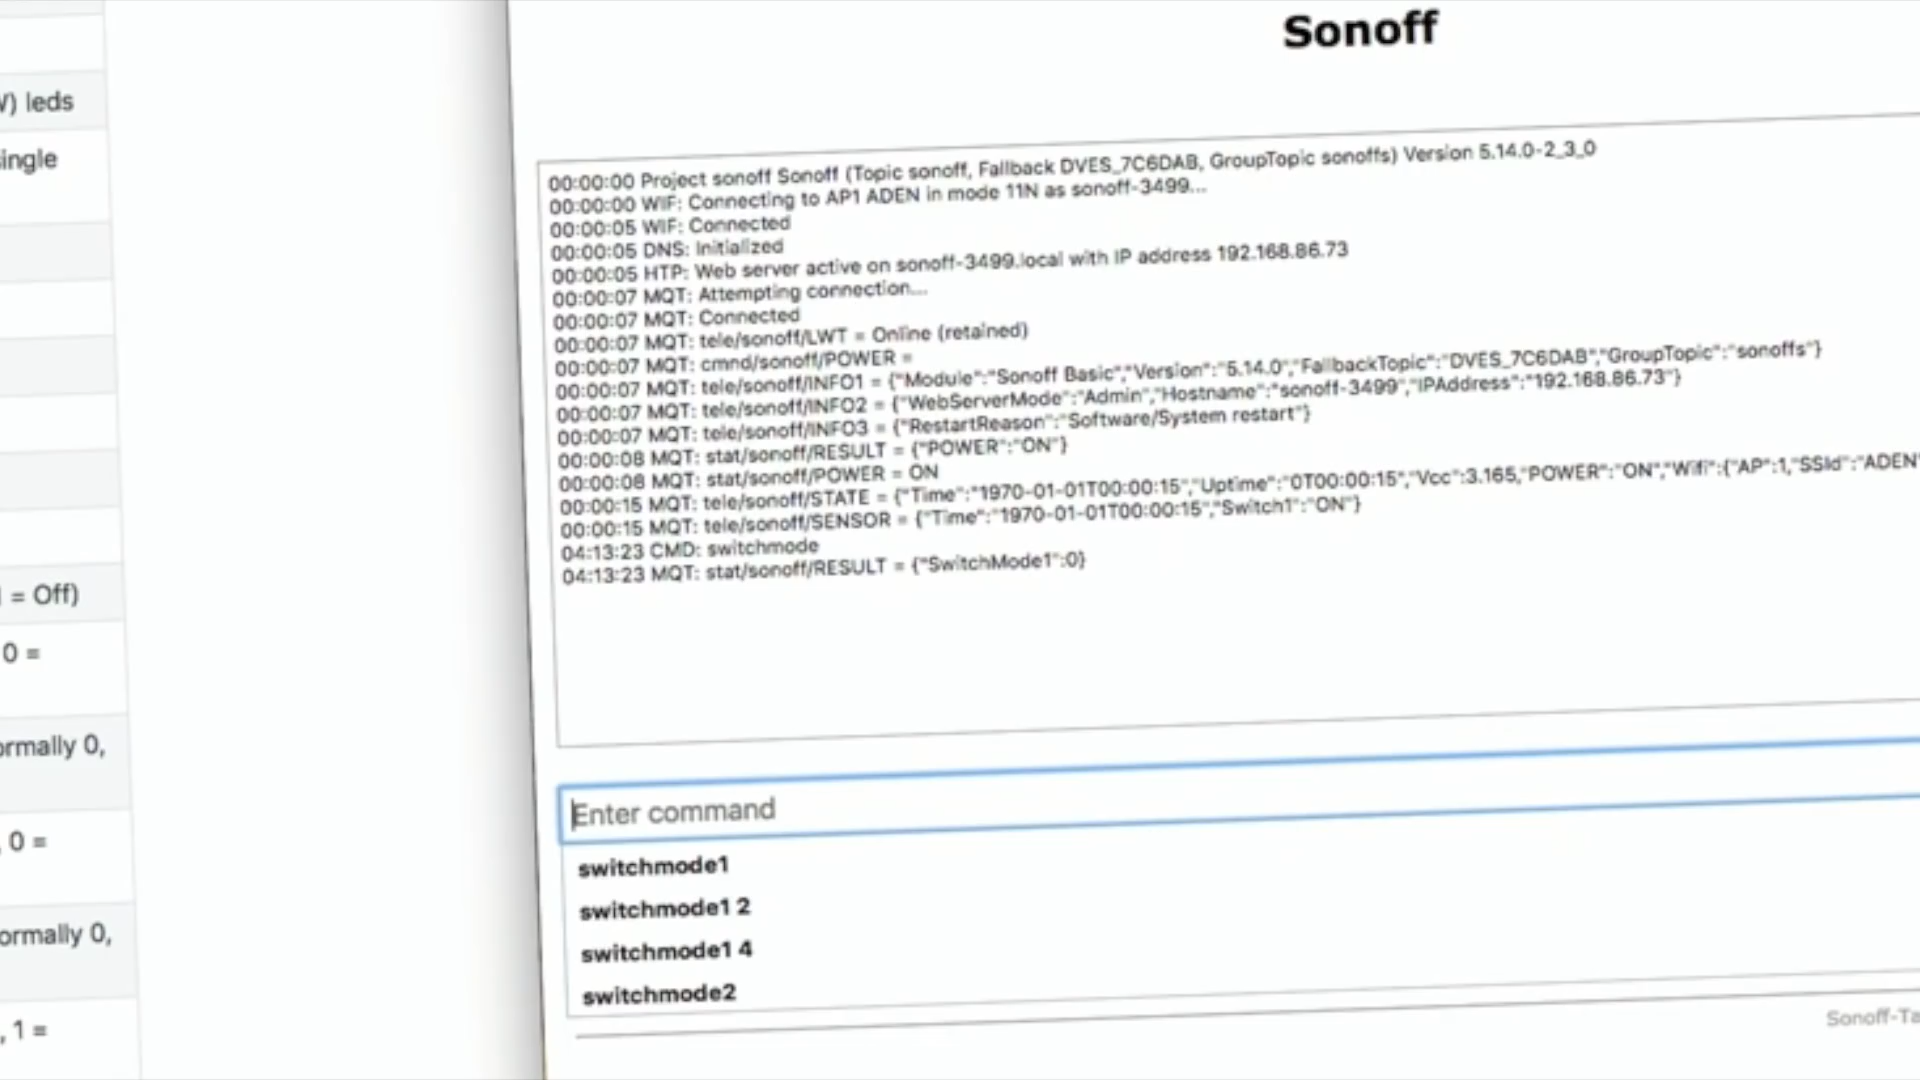 Sonoff
00:00:00 Project sonoff Sonoff (Topic sonoff, Fallback DVES_7C6DAB, GroupTopic sonoffs) Version 5.14.0-2_3_0
00:00:00 WIF: Connecting to AP1 ADEN in mode 11N as sonoff-3499...
00:00:05 WIF: Connected
00:00:05 DNS: Initialized
00:00:05 HTP: Web server active on sonoff-3499.local with IP address 192.168.86.73
00:00:07 MQT: Attempting connection...
00:00:07 MQT: Connected
00:00:07 MQT: tele/sonoff/LWT = Online (retained)
00:00:07 MQT: cmnd/sonoff/POWER =
00:00:07 MQT: tele/sonoff/INFO1 = {"Module":"Sonoff Basic","Version":"5.14.0","FallbackTopic":"DVES_7C6DAB","GroupTopic":"sonoffs"}
00:00:07 MQT: tele/sonoff/INFO2 = {"WebServerMode":"Admin","Hostname":"sonoff-3499","IPAddress":"192.168.86.73"}
00:00:07 MQT: tele/sonoff/INFO3 = {"RestartReason":"Software/System restart"}
00:00:08 MQT: stat/sonoff/RESULT = {"POWER":"ON"}
00:00:08 MQT: stat/sonoff/POWER = ON
00:00:15 MQT: tele/sonoff/STATE = {"Time":"1970-01-01T00:00:15","Uptime":"0T00:00:15","Vcc":3.165,"POWER":"ON","Wifi":{"AP":1,"SSId":"ADEN"
00:00:15 MQT: tele/sonoff/SENSOR = {"Time":"1970-01-01T00:00:15","Switch1":"ON"}
04:13:23 CMD: switchmode
04:13:23 MQT: stat/sonoff/RESULT = {"SwitchMode1":0}
Enter command
switchmode1
switchmode1 2
switchmode1 4
switchmode2
Sonoff-Ta
) leds
ingle
= Off)
0 =
ormally 0,
, 0 =
ormally 0,
, 1 =